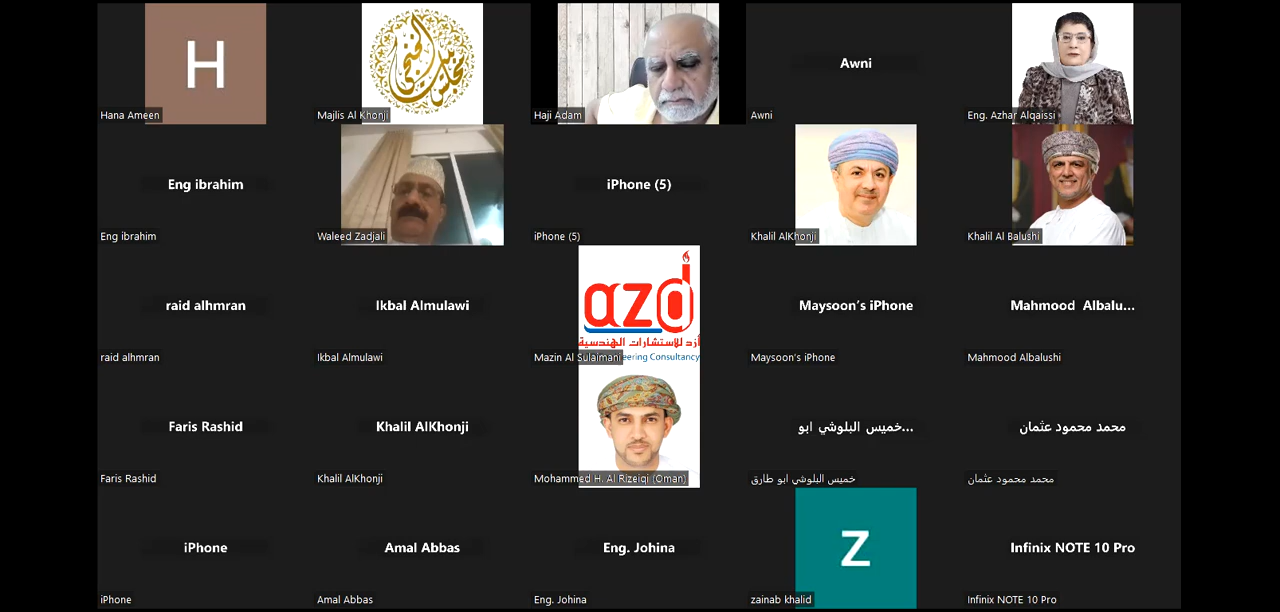 H
Hana Ameen
مجلس الخنجي
Majlis Al Khonji
Haji Adam
Awni
Awni
Eng. Azhar Alqaissi
Eng ibrahim
Eng ibrahim
Waleed Zadjali
iPhone (5)
iPhone (5)
Khalil AlKhonji
Khalil Al Balushi
raid alhmran
raid alhmran
Ikbal Almulawi
Ikbal Almulawi
azd
أزد للاستشارات الهندسية
eering Consultancy
Mazin Al Sulaimani
Maysoon's iPhone
Maysoon's iPhone
Mahmood Albalu...
Mahmood Albalushi
Faris Rashid
Faris Rashid
Khalil AlKhonji
Khalil AlKhonji
Mohammed H. Al Rizeiqi (Oman)
خميس البلوشي ابو...
خميس البلوشي ابو طارق
محمد محمود عثمان
محمد محمود عثمان
iPhone
iPhone
Amal Abbas
Amal Abbas
Eng. Johina
Eng. Johina
Z
zainab khalid
Infinix NOTE 10 Pro
Infinix NOTE 10 Pro